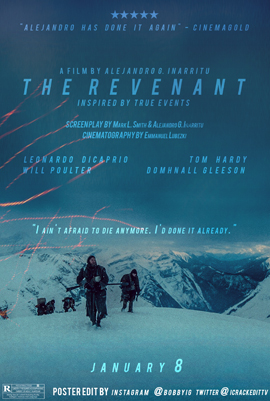 ★★★★★
"ALEJANDRO HAS DONE IT AGAIN" - CINEMAGOLD
A FILM BY ALEJANDRO G. INARRITU
THE REVENANT
INSPIRED BY TRUE EVENTS
SCREENPLAY BY MARK L. SMITH & ALEJANDRO G. INARRITU
CINEMATOGRAPHY BY EMMANUEL LUBEZKI
LEONARDO DICAPRIO TOM HARDY
WILL POULTER DOMHNALL GLEESON
"I AIN'T AFRAID TO DIE ANYMORE. I'D DONE IT ALREADY."
JANUARY 8
R
POSTER EDIT BY INSTAGRAM @BOBBYIG TWITTER @ICRACKEDITTV